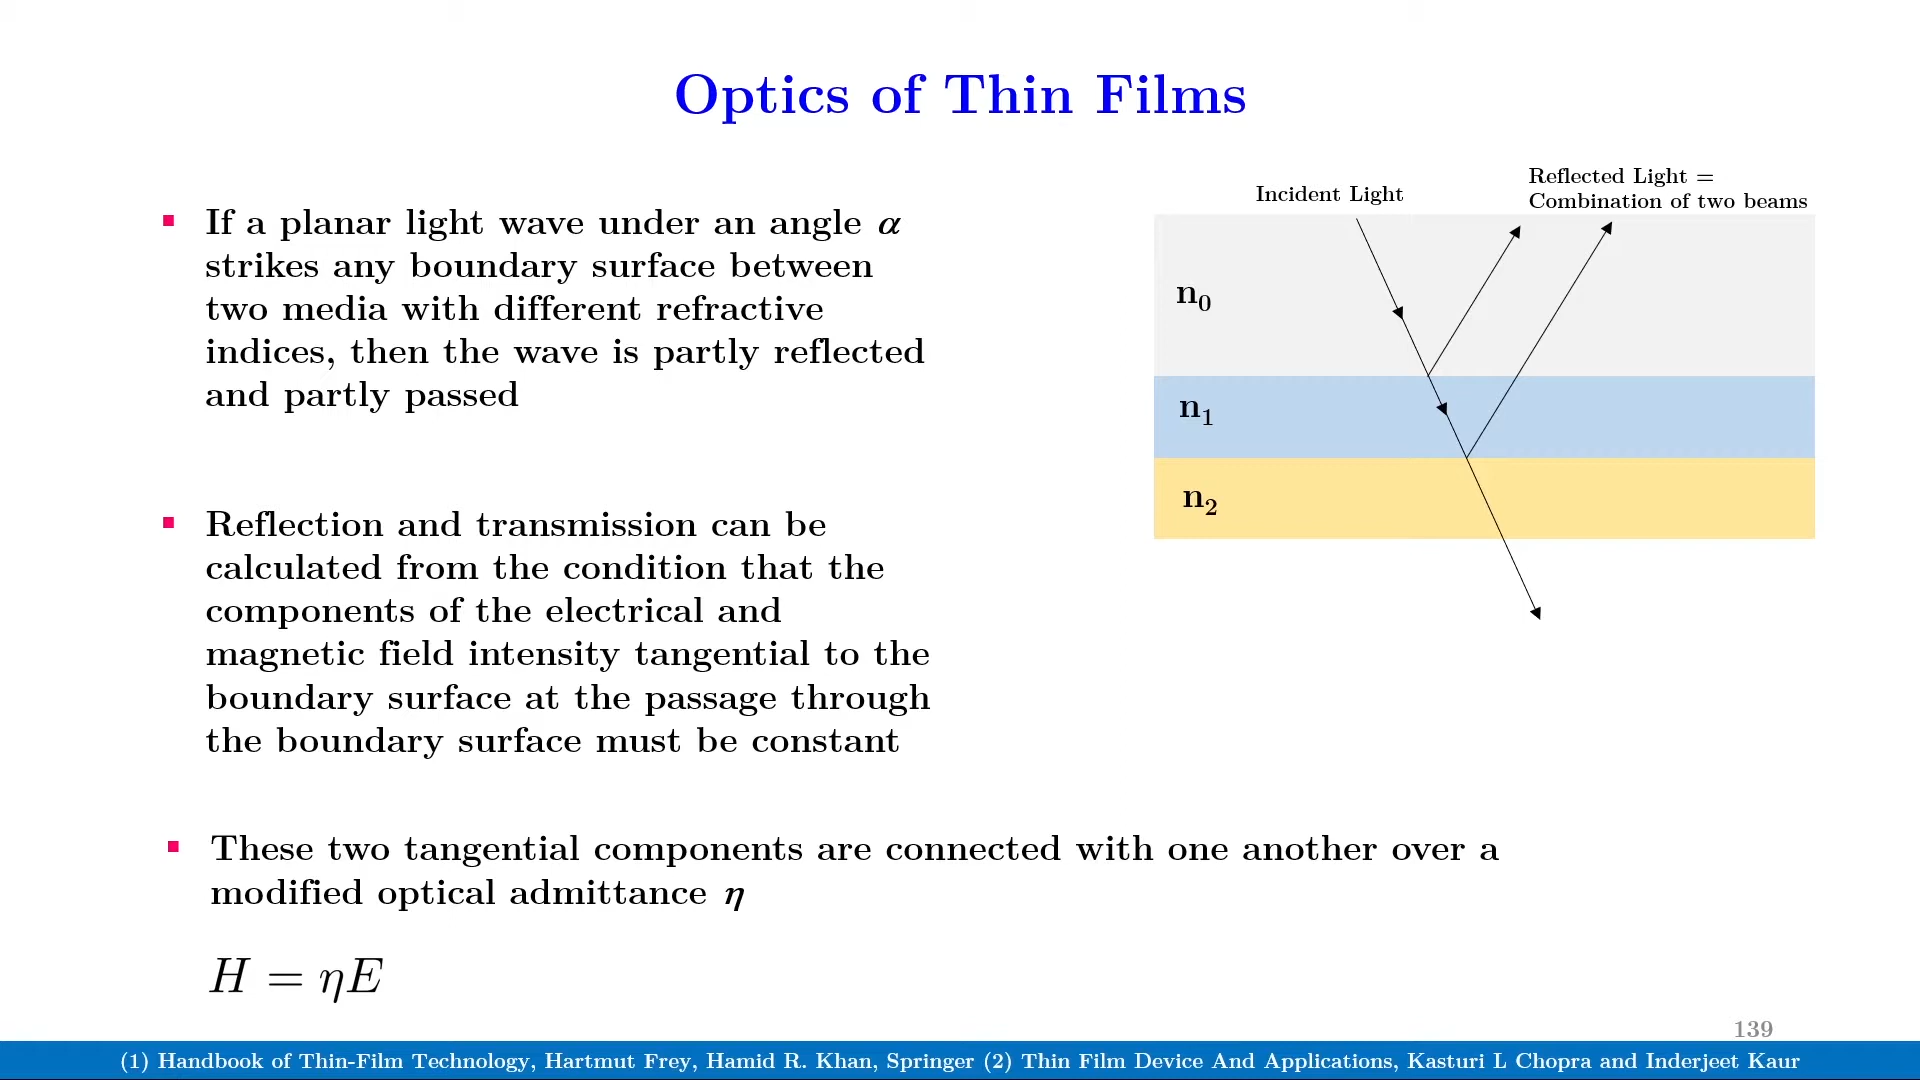 Optics of Thin Films
▪ If a planar light wave under an angle α
strikes any boundary surface between
two media with different refractive
indices, then the wave is partly reflected
and partly passed
▪ Reflection and transmission can be
calculated from the condition that the
components of the electrical and
magnetic field intensity tangential to the
boundary surface at the passage through
the boundary surface must be constant
▪ These two tangential components are connected with one another over a
modified optical admittance η
H = ηE
Incident Light
Reflected Light =
Combination of two beams
n₀
n₁
n₂
139
(1) Handbook of Thin-Film Technology, Hartmut Frey, Hamid R. Khan, Springer (2) Thin Film Device And Applications, Kasturi L Chopra and Inderjeet Kaur